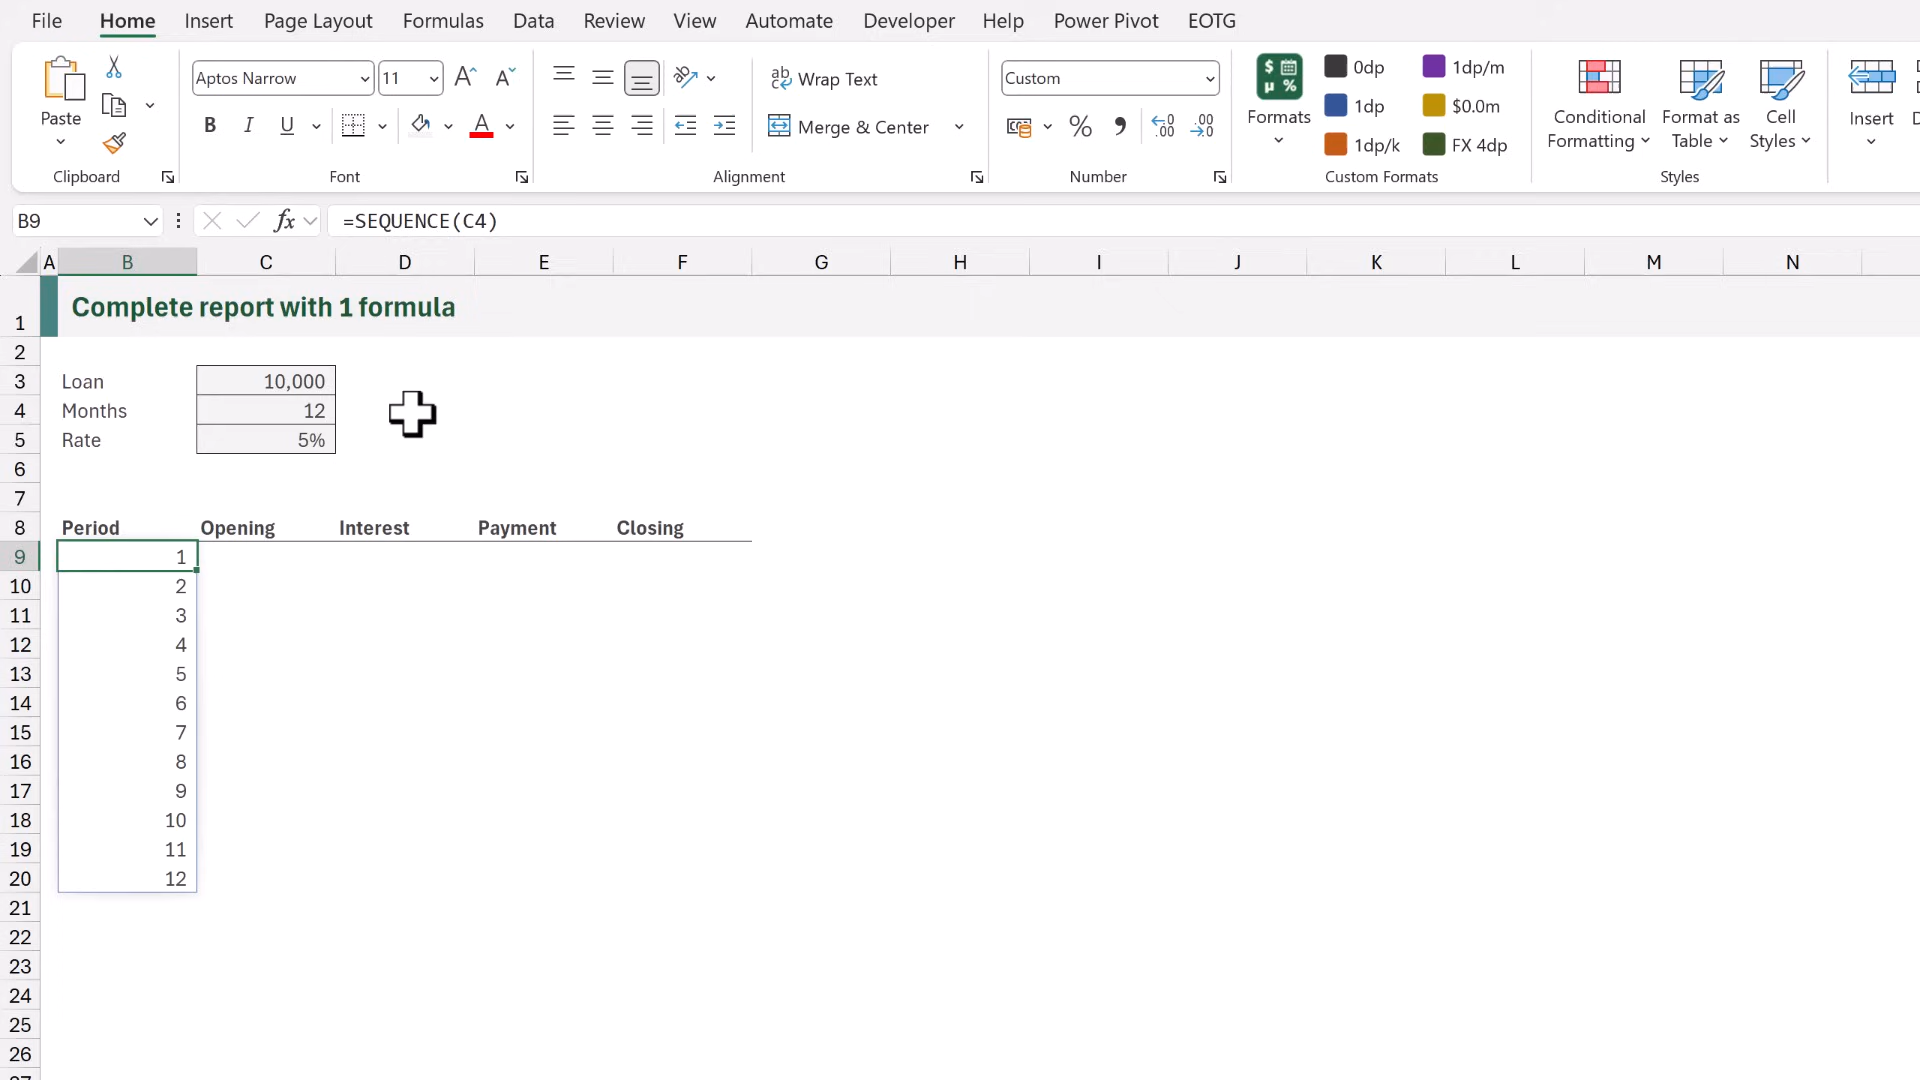 File Home Insert Page Layout Formulas Data Review View Automate Developer Help Power Pivot EOTG
Paste
Clipboard
Aptos Narrow 11
B I U
Font
Wrap Text
Merge & Center
Alignment
Custom
Number
Formats
0dp 1dp/m
1dp $0.0m
1dp/k FX 4dp
Custom Formats
Conditional Formatting
Format as Table
Cell Styles
Styles
Insert
B9 fx =SEQUENCE(C4)
A B C D E F G H I J K L M N
1 Complete report with 1 formula
2
3 Loan 10,000
4 Months 12
5 Rate 5%
6
7
8 Period Opening Interest Payment Closing
9 1
10 2
11 3
12 4
13 5
14 6
15 7
16 8
17 9
18 10
19 11
20 12
21
22
23
24
25
26